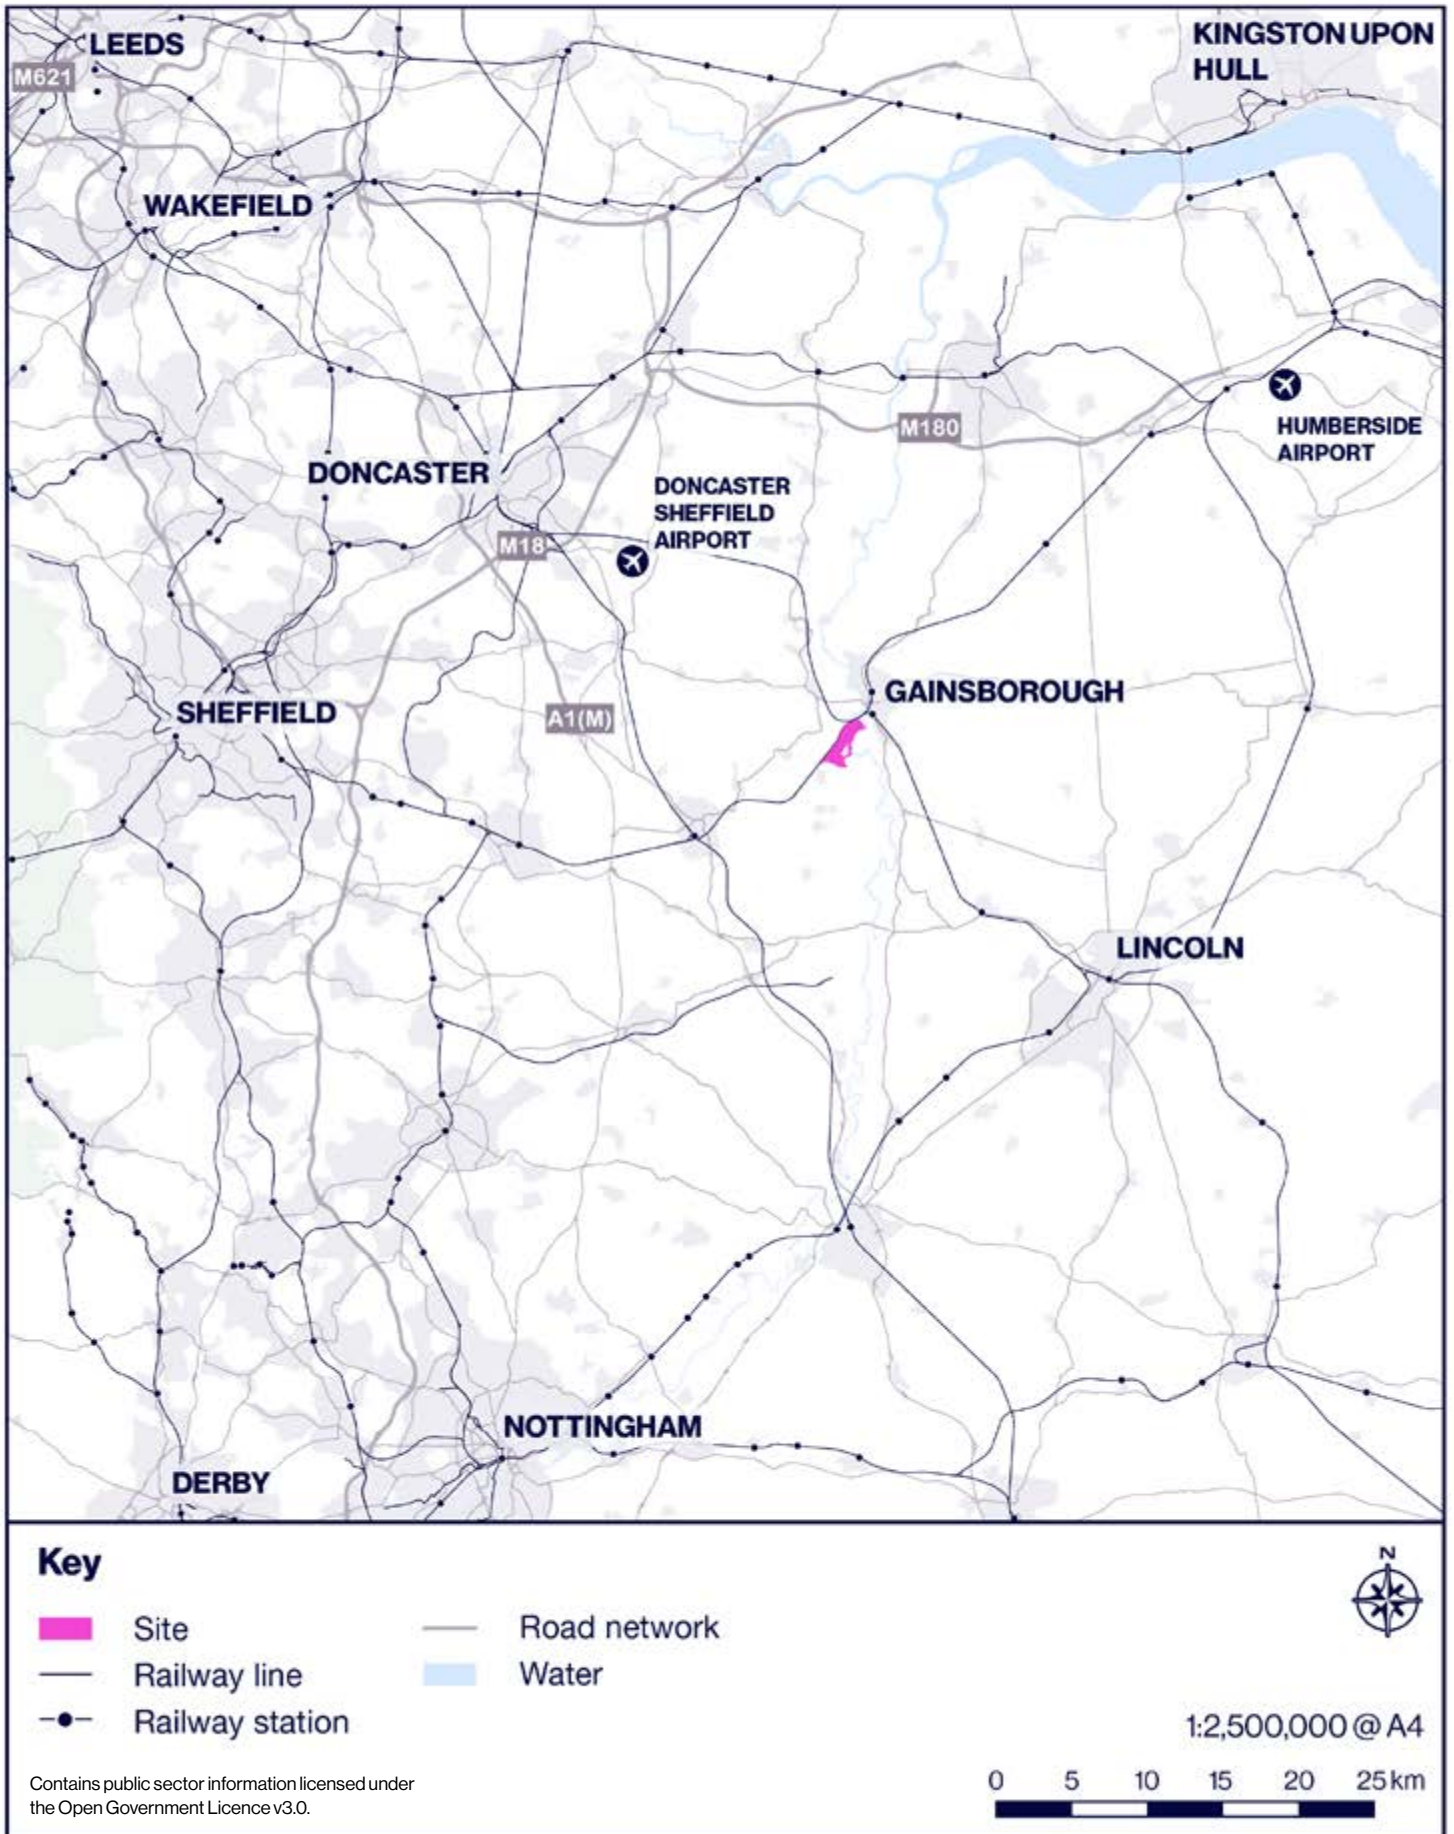 LEEDS
KINGSTON UPON
HULL
M621
WAKEFIELD
M180
HUMBERSIDE
AIRPORT
DONCASTER
DONCASTER
SHEFFIELD
AIRPORT
M18
GAINSBOROUGH
SHEFFIELD
A1(M)
LINCOLN
NOTTINGHAM
DERBY
Key
N
Site
Road network
Railway line
Water
Railway station
1:2,500,000 @ A4
Contains public sector information licensed under
the Open Government Licence v3.0.
0 5 10 15 20 25 km